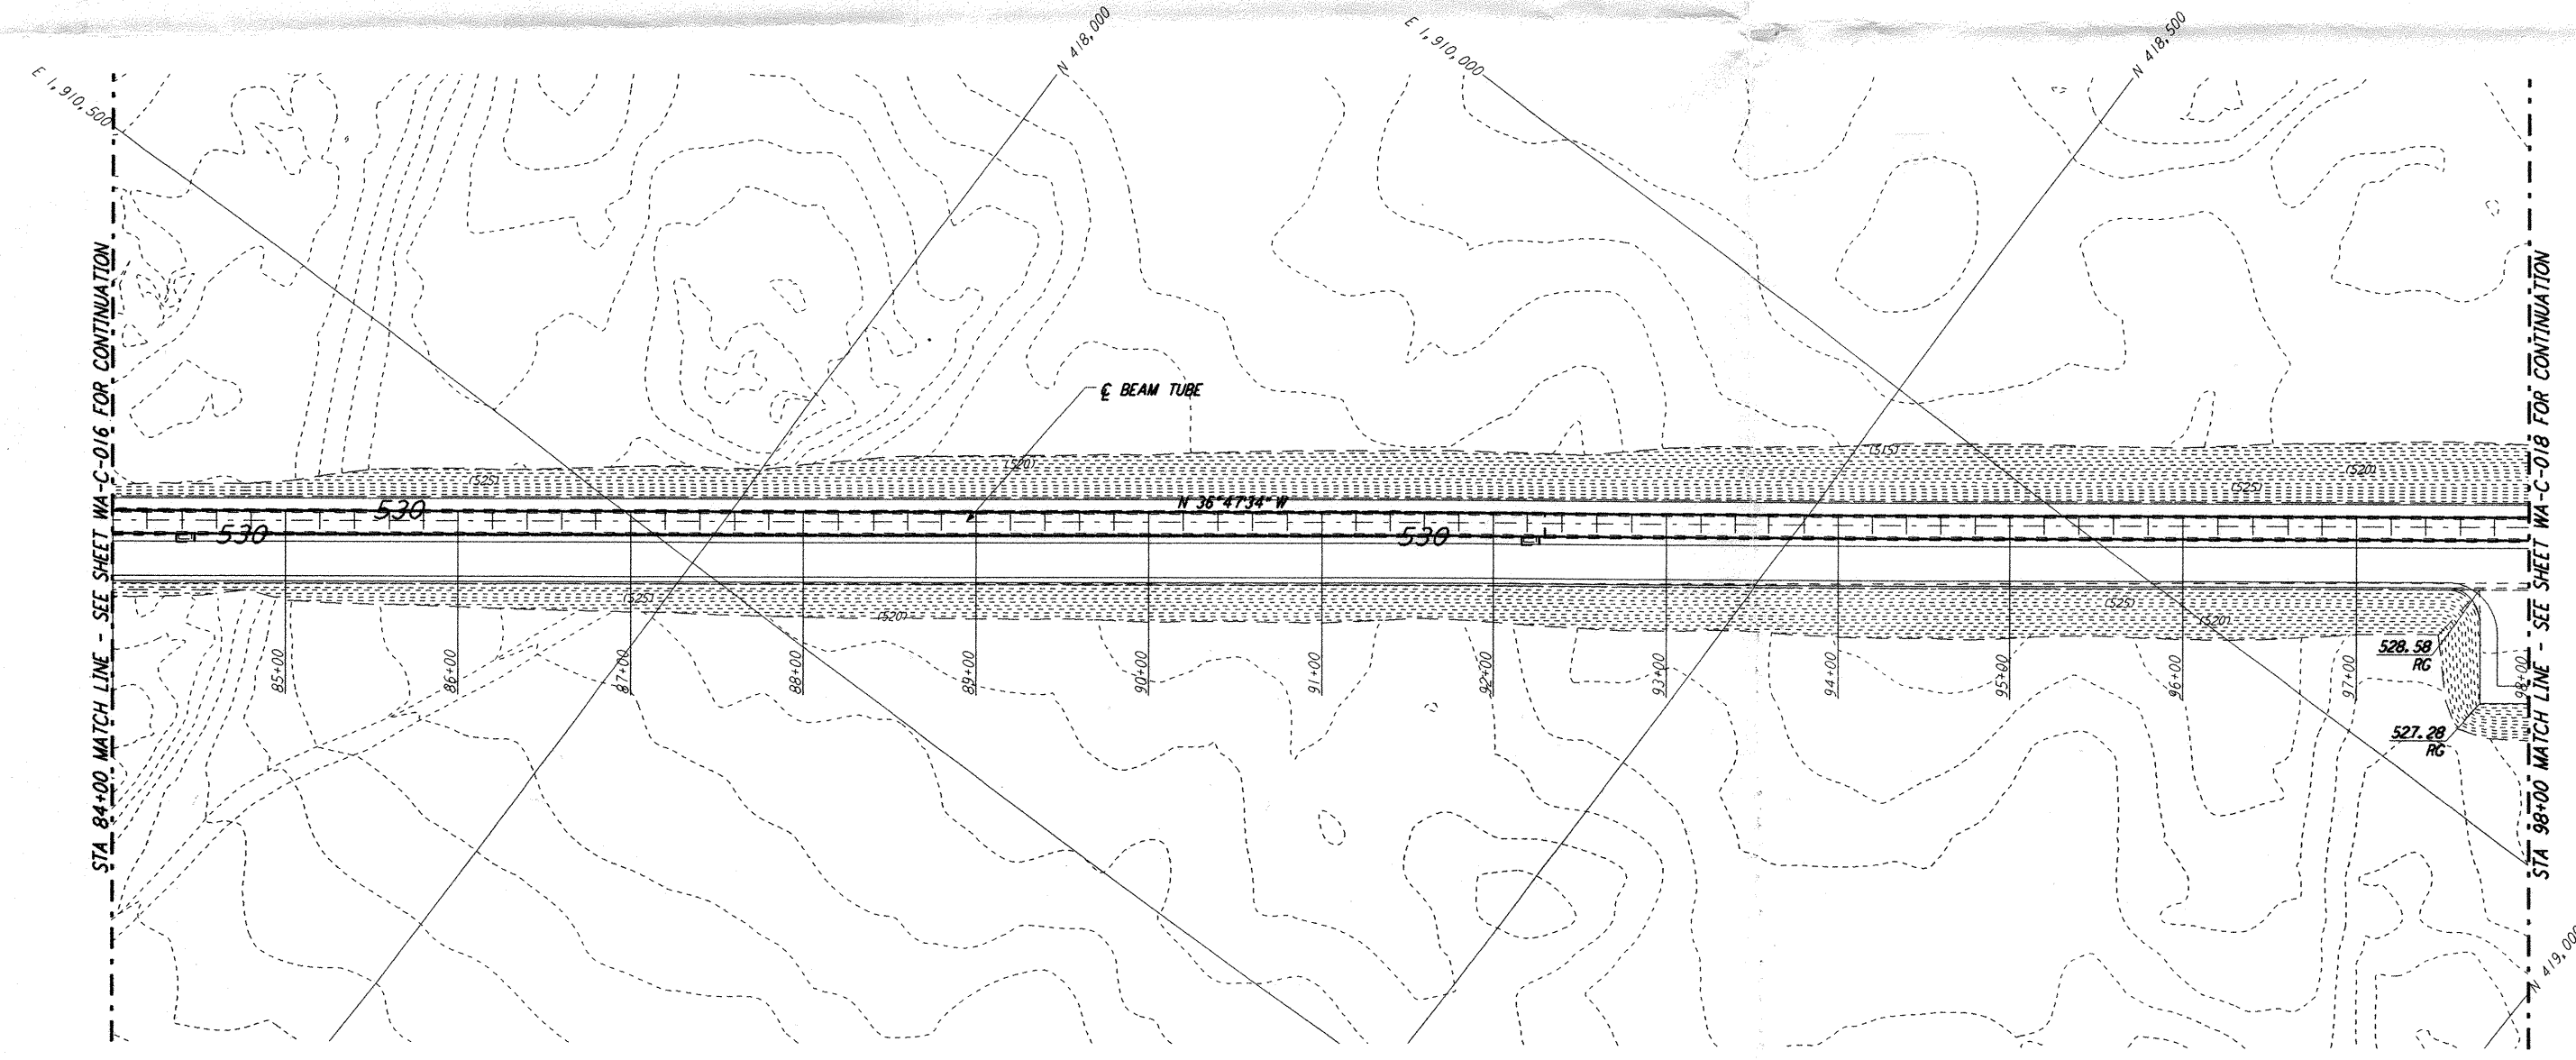 E 1,910,500
N 418,000
E 1,910,000
N 418,500
STA 84+00 MATCH LINE - SEE SHEET WA-C-016 FOR CONTINUATION
STA 98+00 MATCH LINE - SEE SHEET WA-C-018 FOR CONTINUATION
℄ BEAM TUBE
(515)
(520)
(520)
(525)
(525)
N 36°47'34" W
530
530
530
(525)
(520)
(525)
(520)
528.58
RG
527.28
RG
85+00
86+00
87+00
88+00
89+00
90+00
91+00
92+00
93+00
94+00
95+00
96+00
97+00
98+00
N 419,000